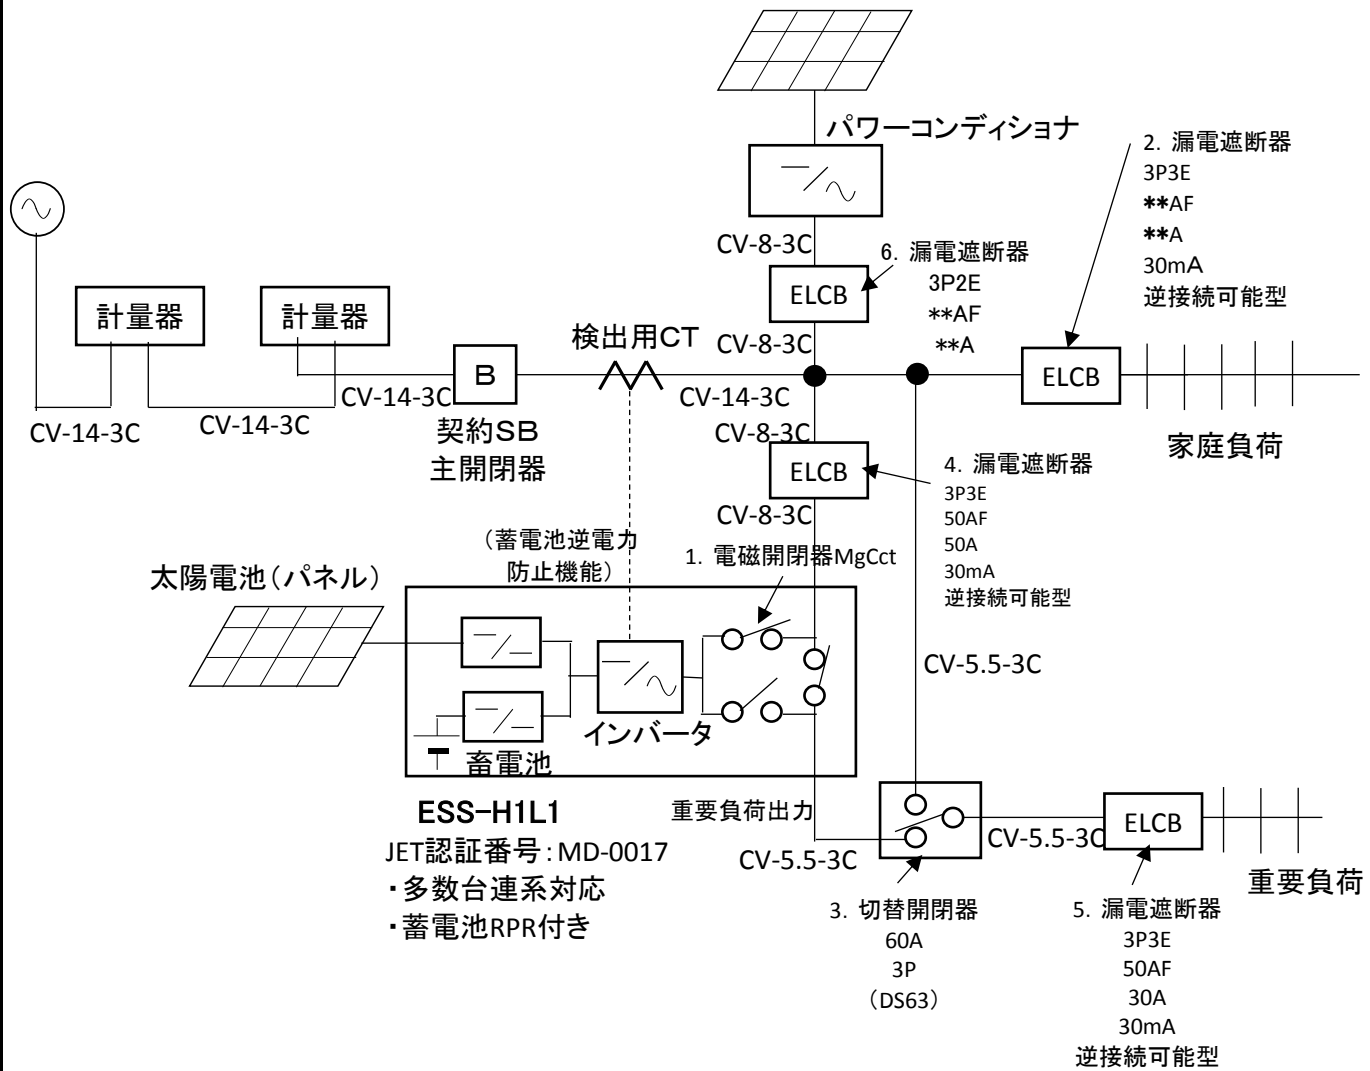 パワーコンディショナ
2. 漏電遮断器
3P3E
**AF
**A
30mA
逆接続可能型
CV-8-3C
6. 漏電遮断器
3P2E
**AF
**A
ELCB
計量器
計量器
検出用CT
CV-8-3C
B
ELCB
CV-14-3C
CV-14-3C
CV-14-3C
CV-14-3C
契約SB
主開閉器
CV-8-3C
家庭負荷
ELCB
4. 漏電遮断器
3P3E
50AF
50A
30mA
逆接続可能型
CV-8-3C
(蓄電池逆電力
防止機能)
1. 電磁開閉器MgCct
太陽電池(パネル)
CV-5.5-3C
インバータ
畜電池
ESS-H1L1
JET認証番号:MD-0017
・多数台連系対応
・蓄電池RPR付き
重要負荷出力
CV-5.5-3C
CV-5.5-3C
ELCB
重要負荷
3. 切替開閉器
60A
3P
(DS63)
5. 漏電遮断器
3P3E
50AF
30A
30mA
逆接続可能型